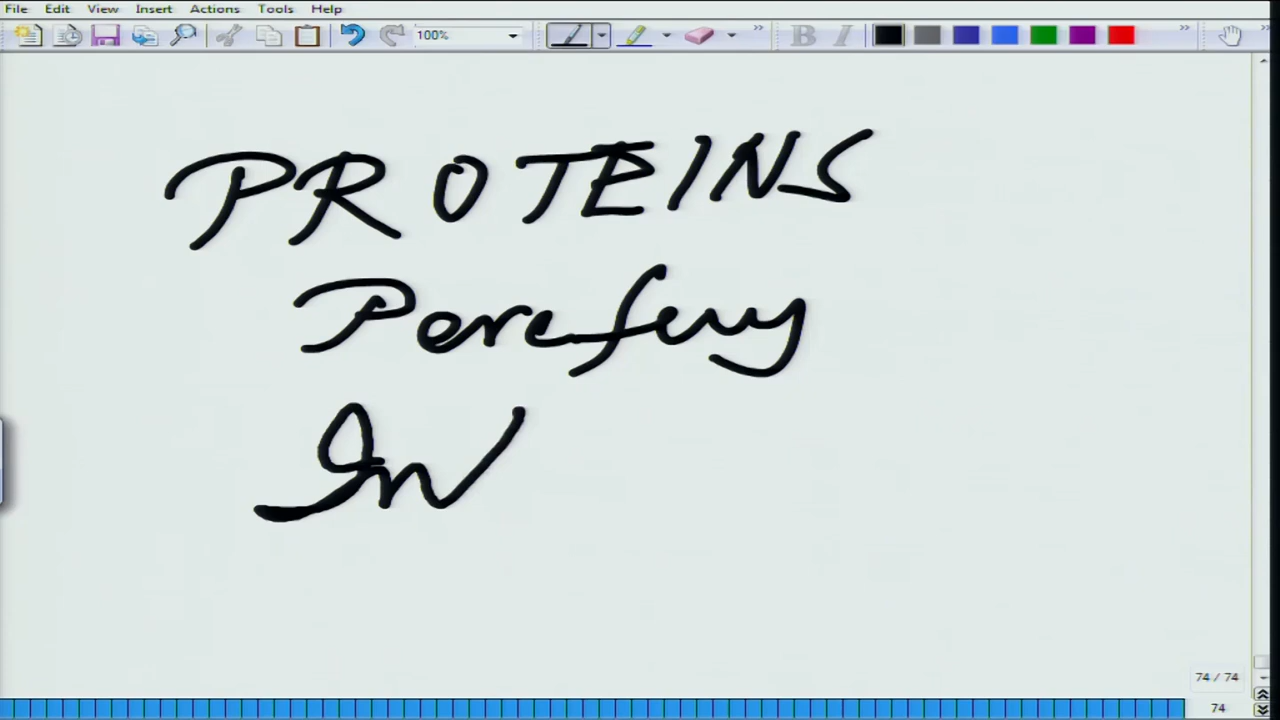 File Edit View Insert Actions Tools Help
100% B I
PROTEINS
In
74 / 74
74